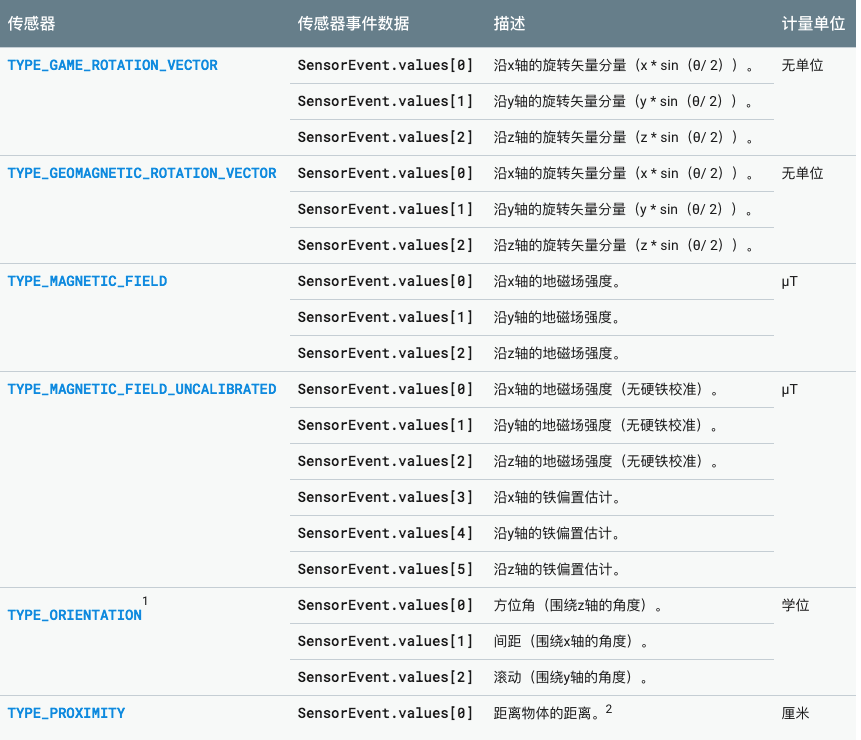 传感器 传感器事件数据 描述 计量单位
TYPE_GAME_ROTATION_VECTOR SensorEvent.values[0] 沿x轴的旋转矢量分量（x * sin（θ/ 2））。 无单位
SensorEvent.values[1] 沿y轴的旋转矢量分量（y * sin（θ/ 2））。
SensorEvent.values[2] 沿z轴的旋转矢量分量（z * sin（θ/ 2））。
TYPE_GEOMAGNETIC_ROTATION_VECTOR SensorEvent.values[0] 沿x轴的旋转矢量分量（x * sin（θ/ 2））。 无单位
SensorEvent.values[1] 沿y轴的旋转矢量分量（y * sin（θ/ 2））。
SensorEvent.values[2] 沿z轴的旋转矢量分量（z * sin（θ/ 2））。
TYPE_MAGNETIC_FIELD SensorEvent.values[0] 沿x轴的地磁场强度。 μT
SensorEvent.values[1] 沿y轴的地磁场强度。
SensorEvent.values[2] 沿z轴的地磁场强度。
TYPE_MAGNETIC_FIELD_UNCALIBRATED SensorEvent.values[0] 沿x轴的地磁场强度（无硬铁校准）。 μT
SensorEvent.values[1] 沿y轴的地磁场强度（无硬铁校准）。
SensorEvent.values[2] 沿z轴的地磁场强度（无硬铁校准）。
SensorEvent.values[3] 沿x轴的铁偏置估计。
SensorEvent.values[4] 沿y轴的铁偏置估计。
SensorEvent.values[5] 沿z轴的铁偏置估计。
TYPE_ORIENTATION1 SensorEvent.values[0] 方位角（围绕z轴的角度）。 学位
SensorEvent.values[1] 间距（围绕x轴的角度）。
SensorEvent.values[2] 滚动（围绕y轴的角度）。
TYPE_PROXIMITY SensorEvent.values[0] 距离物体的距离。2 厘米